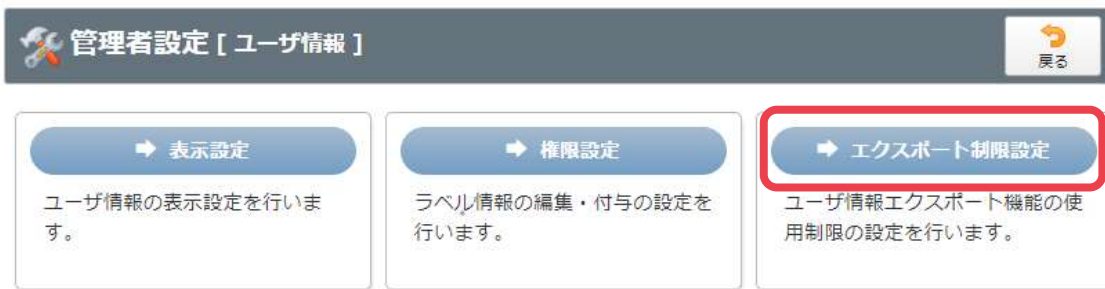 管理者設定 [ ユーザ情報 ]
戻る
表示設定
ユーザ情報の表示設定を行いま
す。
権限設定
ラベル情報の編集・付与の設定を
行います。
エクスポート制限設定
ユーザ情報エクスポート機能の使
用制限の設定を行います。